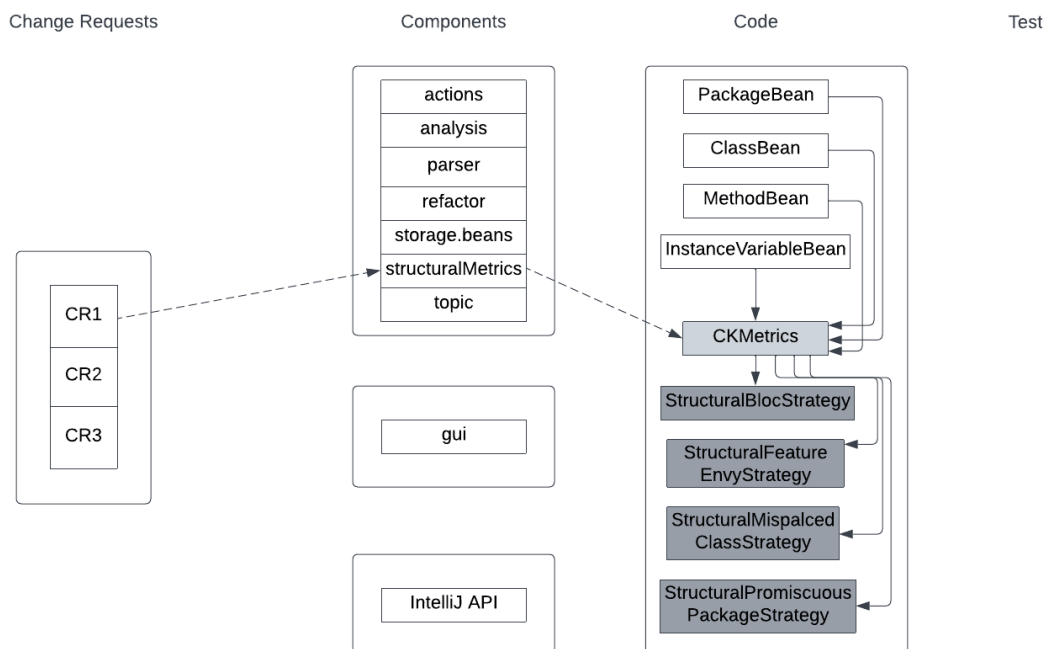 Change Requests
Components
Code
Test
CR1
CR2
CR3
actions
analysis
parser
refactor
storage.beans
structuralMetrics
topic
gui
IntelliJ API
PackageBean
ClassBean
MethodBean
InstanceVariableBean
CKMetrics
StructuralBlocStrategy
StructuralFeature
EnvyStrategy
StructuralMispalced
ClassStrategy
StructuralPromiscuous
PackageStrategy